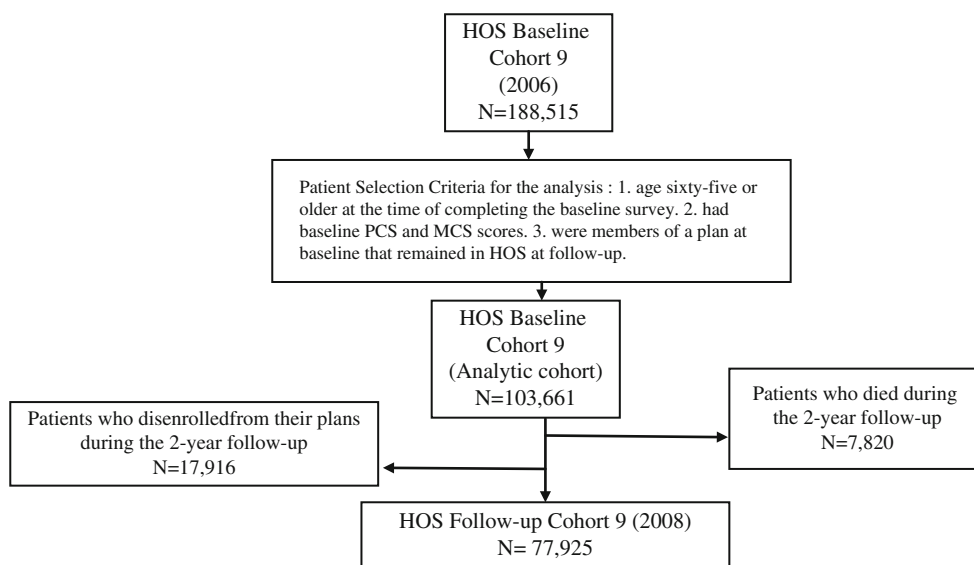 HOS Baseline
Cohort 9
(2006)
N=188,515
Patient Selection Criteria for the analysis : 1. age sixty-five or
older at the time of completing the baseline survey. 2. had
baseline PCS and MCS scores. 3. were members of a plan at
baseline that remained in HOS at follow-up.
HOS Baseline
Cohort 9
(Analytic cohort)
N=103,661
Patients who died during
the 2-year follow-up
N=7,820
Patients who disenrolledfrom their plans
during the 2-year follow-up
N=17,916
HOS Follow-up Cohort 9 (2008)
N= 77,925